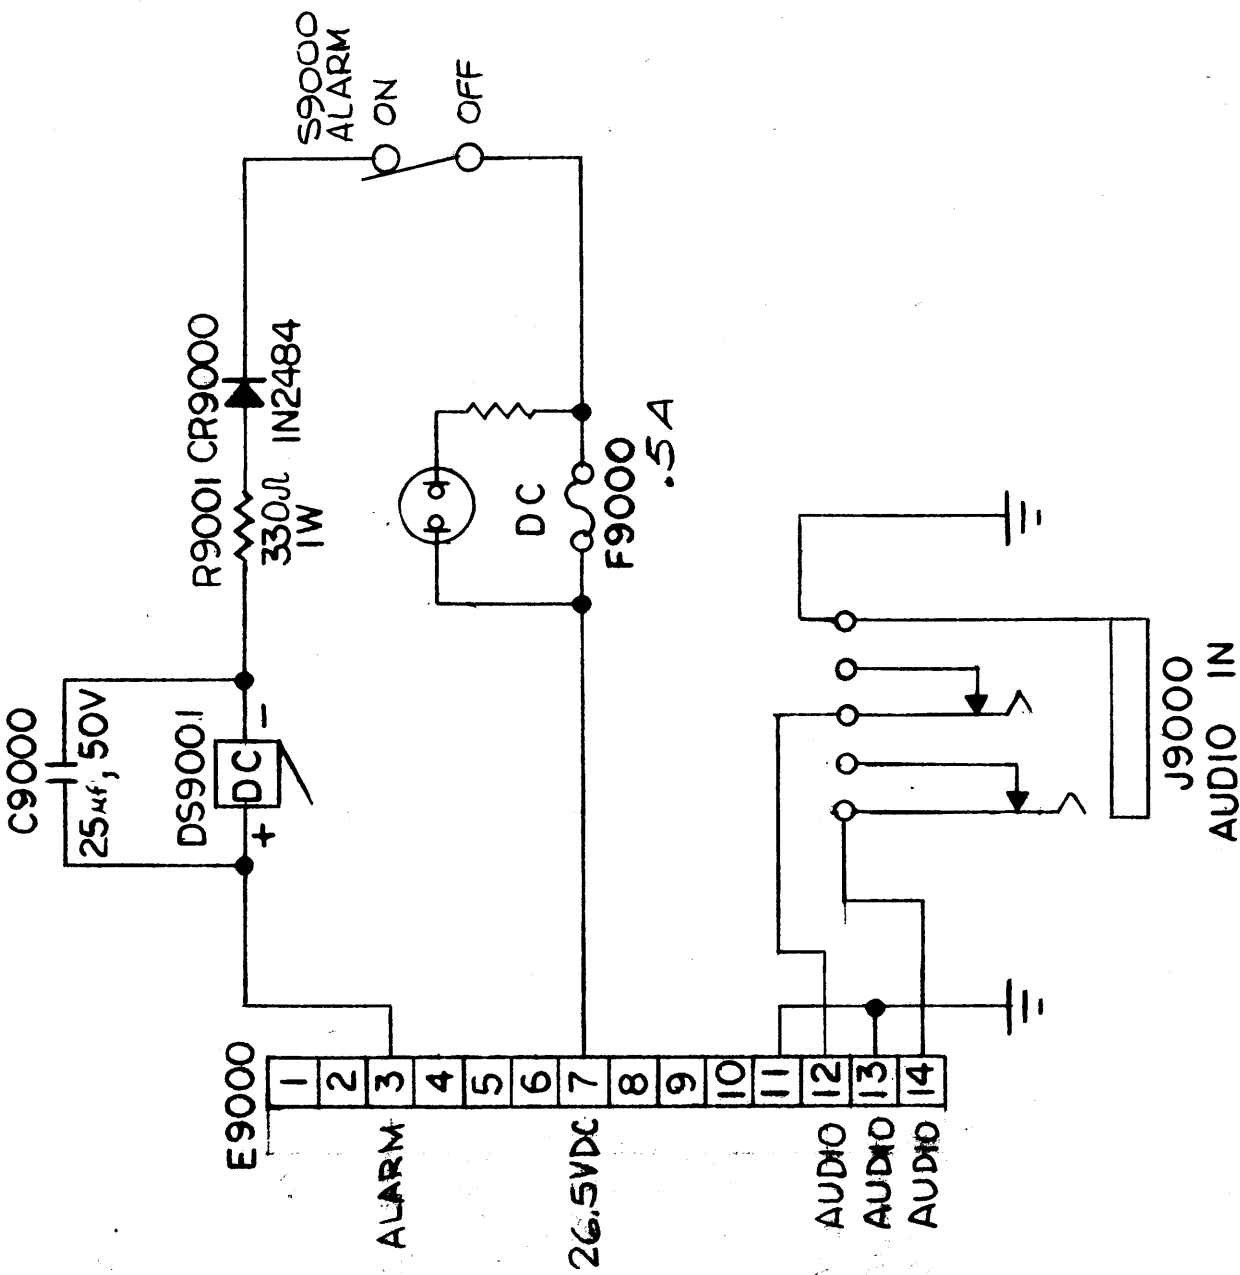 C9000
25µf, 50V
DS9001
+
DC
-
R9001
330Ω
1W
CR9000
IN2484
S9000
ALARM
ON
OFF
DC
F9000
.5A
E9000
1
2
3
4
5
6
7
8
9
10
11
12
13
14
ALARM
26.5VDC
AUDIO
AUDIO
AUDIO
J9000
AUDIO IN